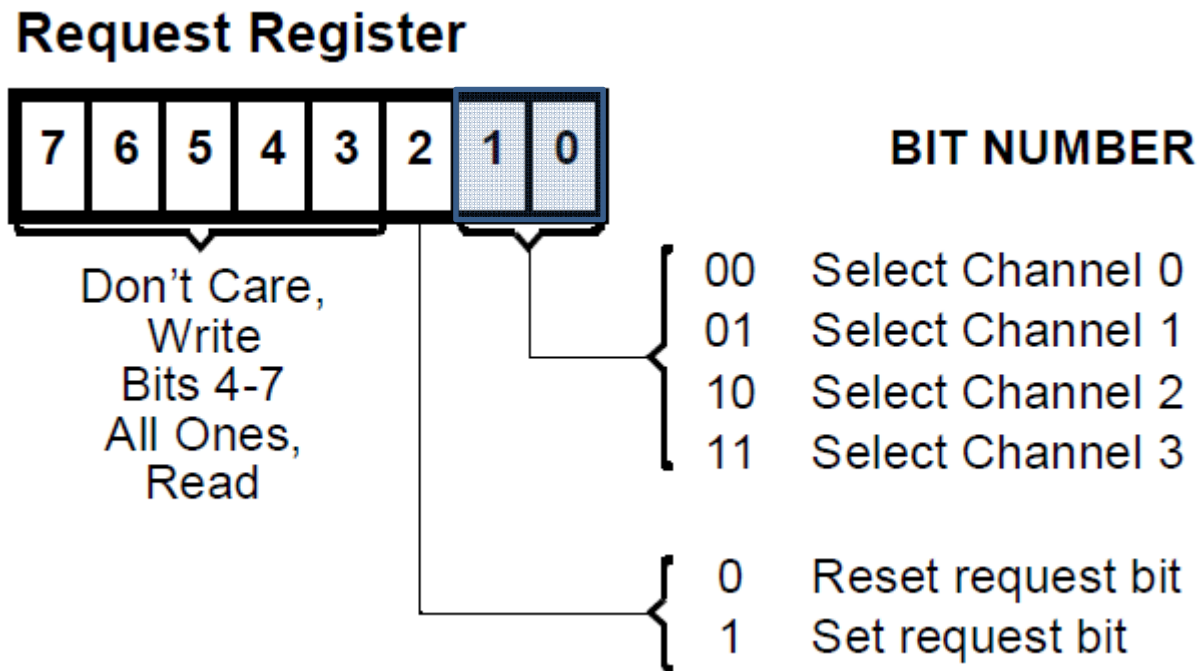 Request Register
7 6 5 4 3 2 1 0
BIT NUMBER
Don't Care,
Write
Bits 4-7
All Ones,
Read
00 Select Channel 0
01 Select Channel 1
10 Select Channel 2
11 Select Channel 3
0 Reset request bit
1 Set request bit